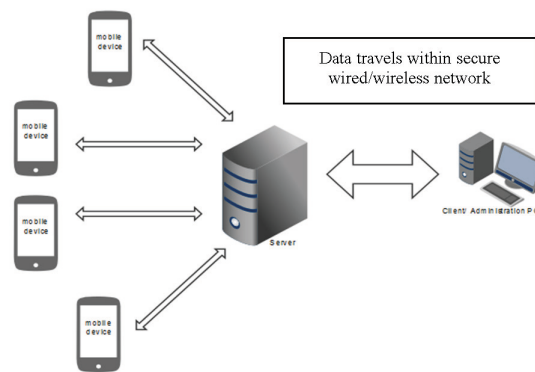 mobile
device
Data travels within secure
wired/wireless network
mobile
device
mobile
device
Server
Client/ Administration P
mobile
device